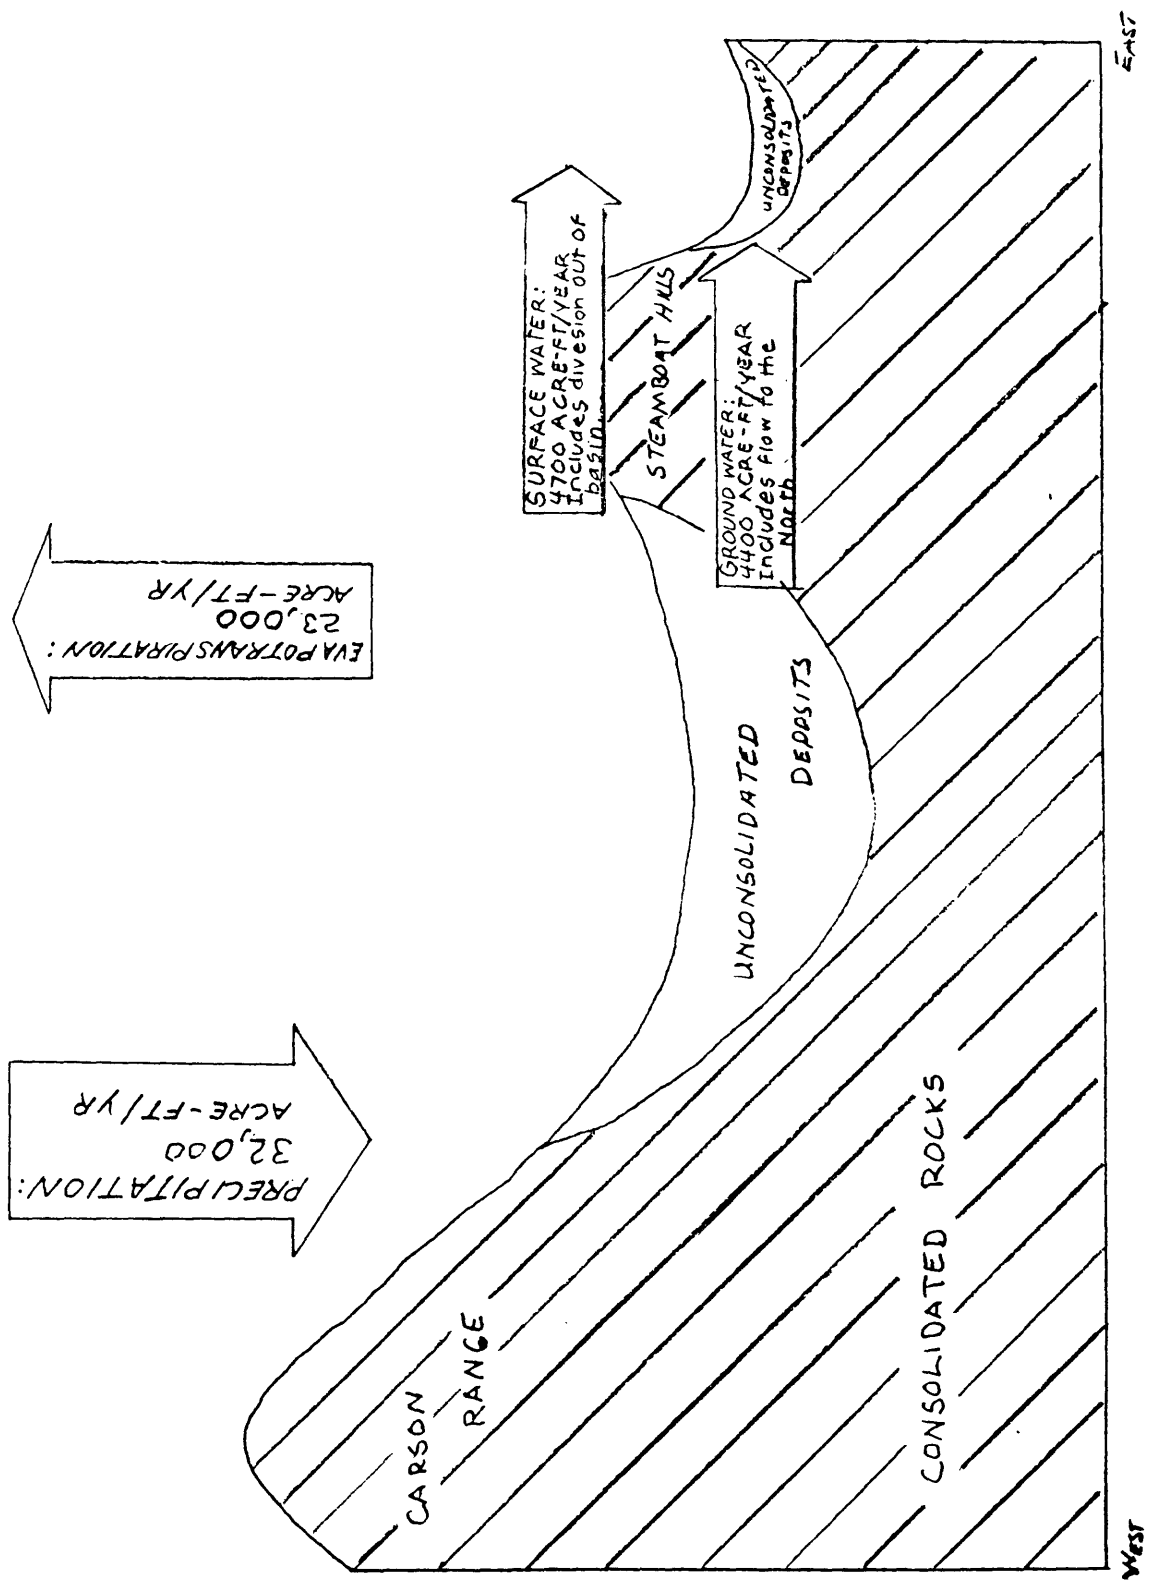 PRECIPITATION:
32,000
ACRE-FT/YR
EVAPOTRANSPIRATION:
23,000
ACRE-FT/YR
SURFACE WATER:
4700 ACRE-FT/YEAR
Includes divesion out of
basin
CARSON
RANGE
STEAMBOAT HILLS
GROUND WATER:
4400 ACRE-FT/YEAR
Includes flow to the
North
UNCONSOLIDATED
DEPOSITS
UNCONSOLIDATED
DEPOSITS
CONSOLIDATED ROCKS
WEST
EAST